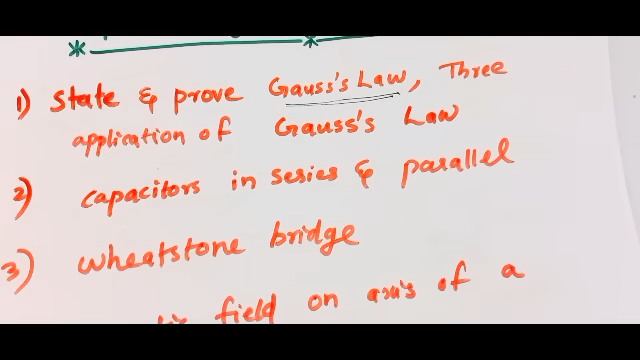 1) State & prove Gauss's Law, Three
application of Gauss's Law
2) capacitors in series & parallel
3) wheatstone bridge
field on axis of a